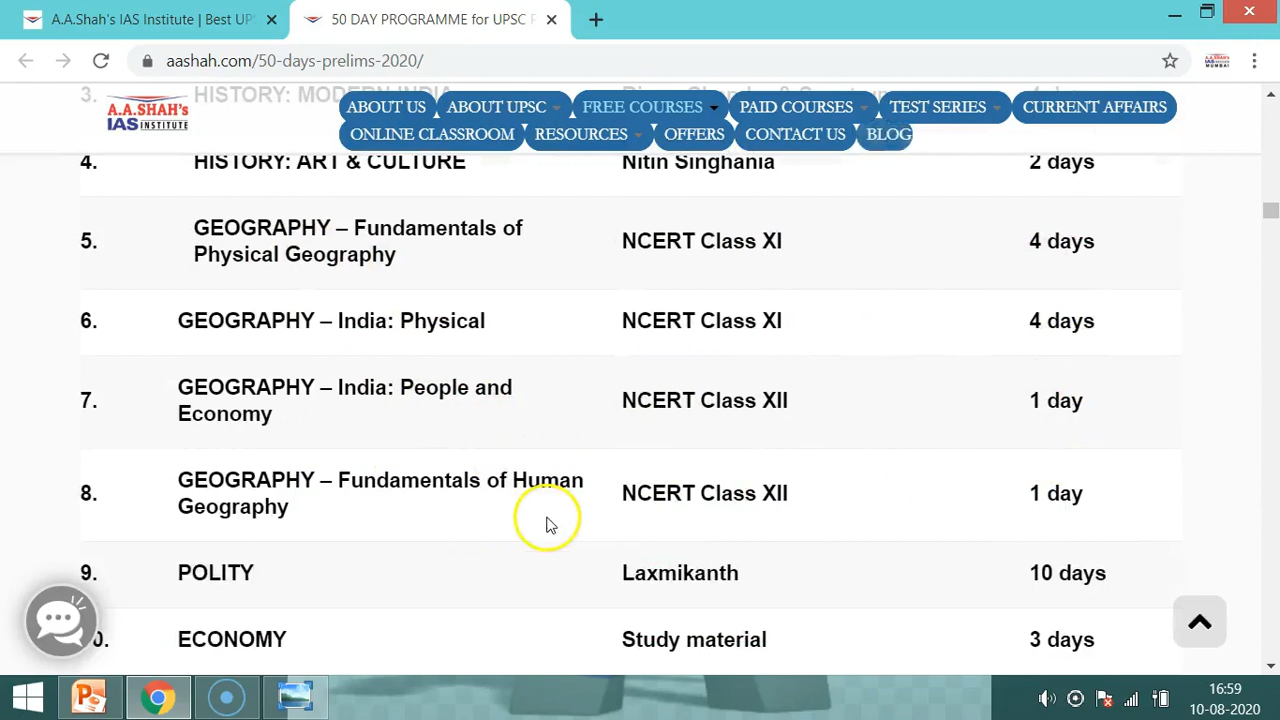 A.A.Shah's IAS Institute | Best UP
50 DAY PROGRAMME for UPSC P
aashah.com/50-days-prelims-2020/
A.A.SHAH's
IAS INSTITUTE
ABOUT US
ABOUT UPSC
FREE COURSES
PAID COURSES
TEST SERIES
CURRENT AFFAIRS
ONLINE CLASSROOM
RESOURCES
OFFERS
CONTACT US
BLOG
3. HISTORY: MODERN INDIA
4. HISTORY: ART & CULTURE Nitin Singhania 2 days
5. GEOGRAPHY – Fundamentals of
Physical Geography NCERT Class XI 4 days
6. GEOGRAPHY – India: Physical NCERT Class XI 4 days
7. GEOGRAPHY – India: People and
Economy NCERT Class XII 1 day
8. GEOGRAPHY – Fundamentals of Human
Geography NCERT Class XII 1 day
9. POLITY Laxmikanth 10 days
0. ECONOMY Study material 3 days
16:59
10-08-2020